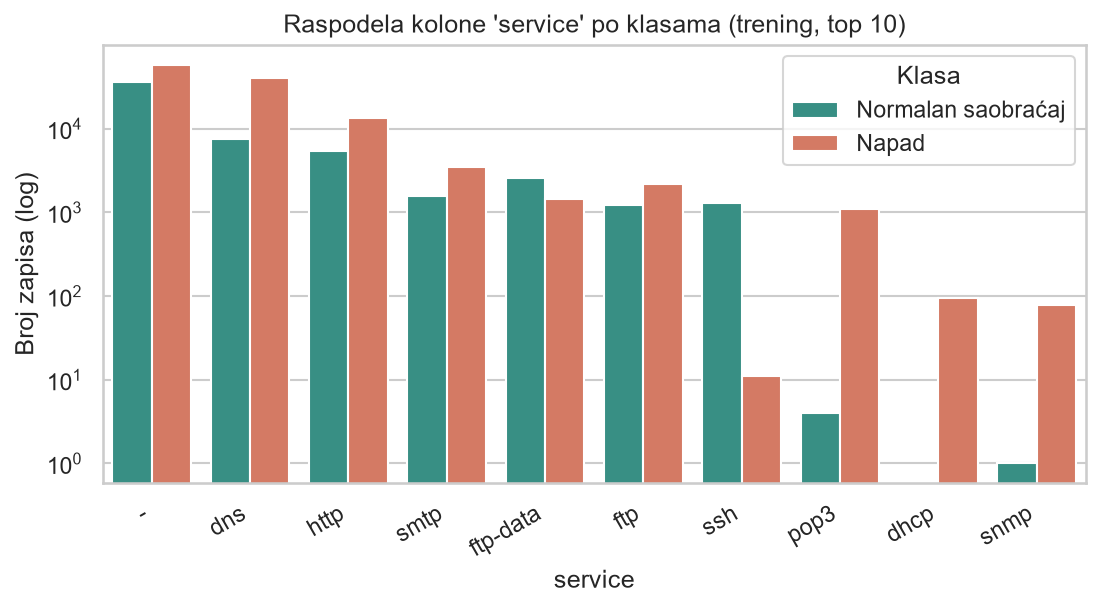 Raspodela kolone 'service' po klasama (trening, top 10)
Klasa
Normalan saobraćaj
Napad
Broj zapisa (log)
10⁴
10³
10²
10¹
10⁰
- dns http smtp ftp-data ftp ssh pop3 dhcp snmp
service